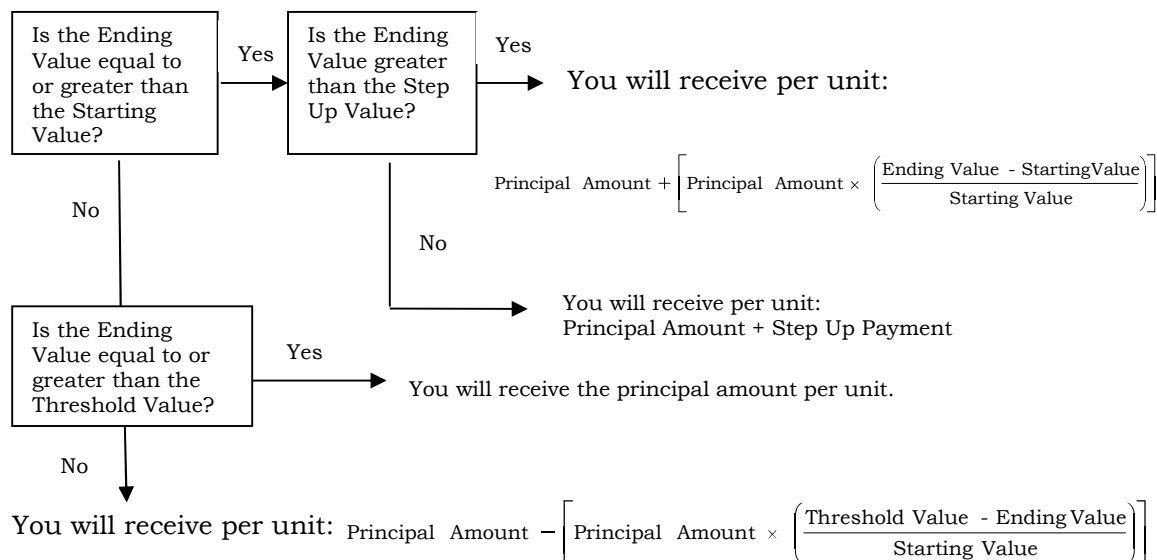 Is the Ending
Value equal to
or greater than
the Starting
Value?
Yes
Is the Ending
Value greater
than the Step
Up Value?
Yes
You will receive per unit:
Principal Amount + [Principal Amount × (Ending Value - StartingValue / Starting Value)]
No
No
You will receive per unit:
Principal Amount + Step Up Payment
Is the Ending
Value equal to or
greater than the
Threshold Value?
Yes
You will receive the principal amount per unit.
No
You will receive per unit: Principal Amount − [Principal Amount × (Threshold Value - Ending Value / Starting Value)]